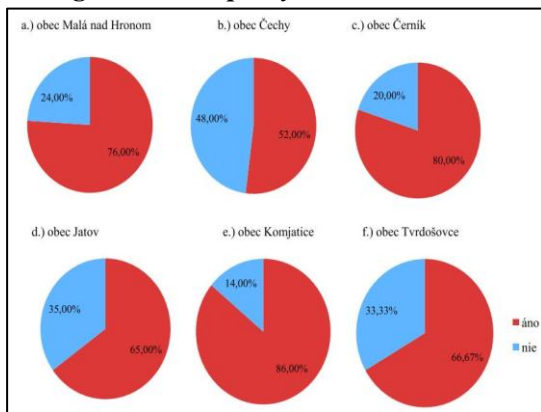 a.) obec Malá nad Hronom
b.) obec Čechy
c.) obec Černík
24,00%
76,00%
48,00%
52,00%
20,00%
80,00%
d.) obec Jatov
e.) obec Komjatice
f.) obec Tvrdošovce
35,00%
65,00%
14,00%
86,00%
33,33%
66,67%
áno
nie